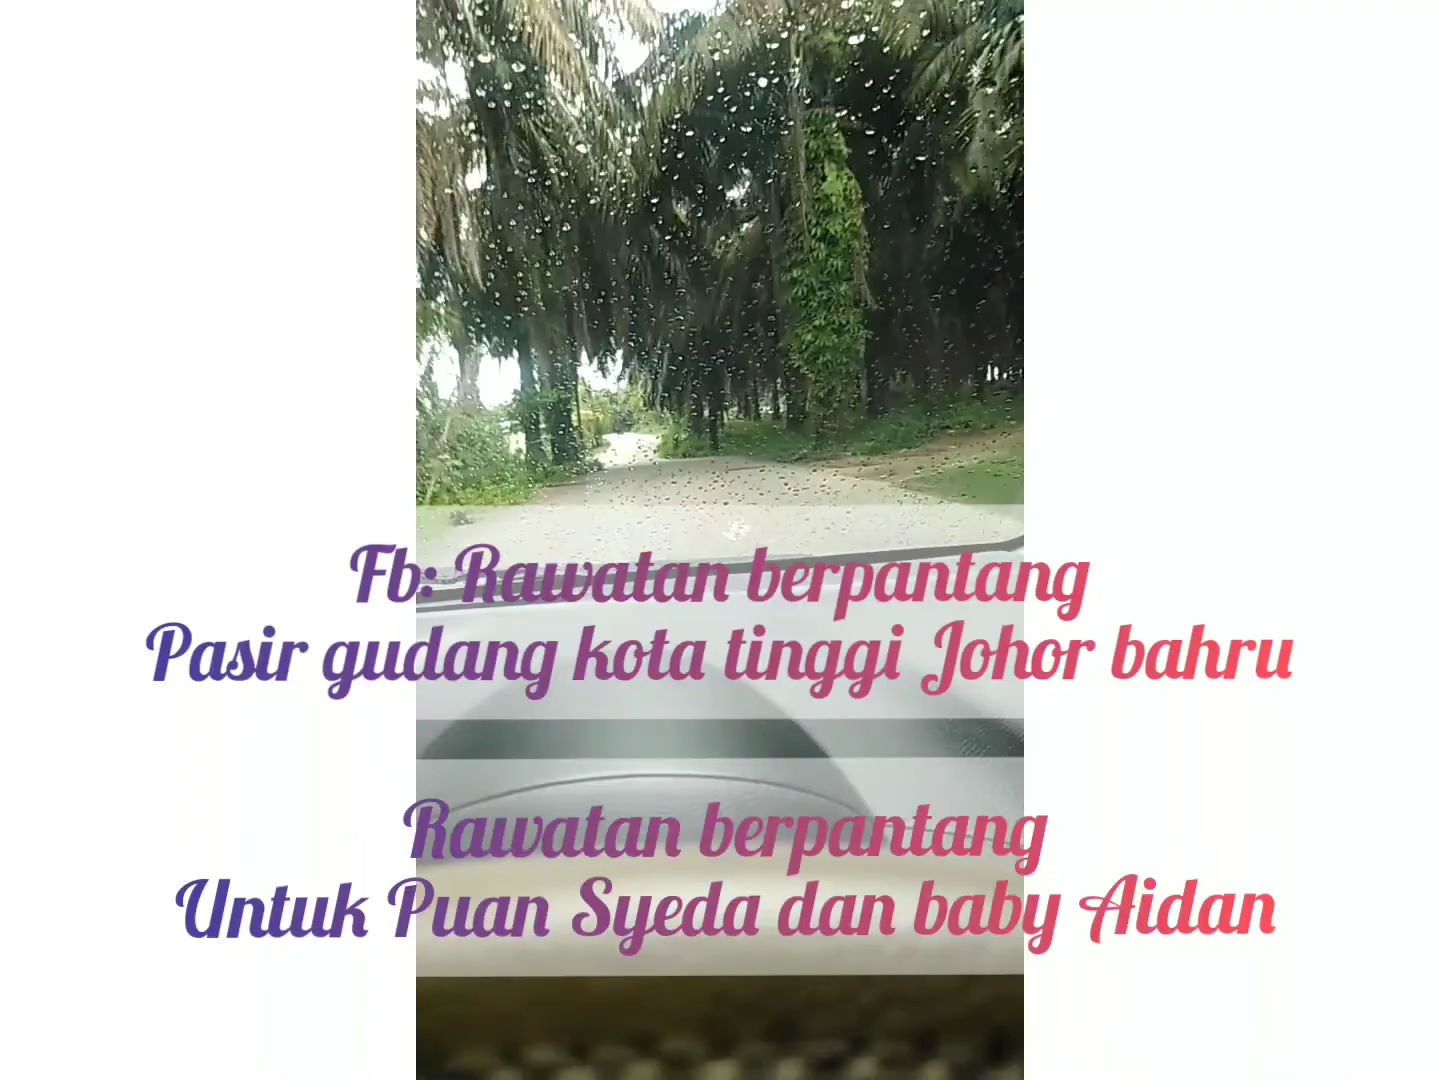 Fb: Rawatan berpantang
Pasir gudang kota tinggi Johor bahru
Rawatan berpantang
Untuk Puan Syeda dan baby Aidan